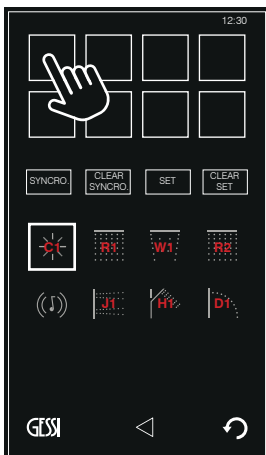 12:30
SYNCRO. CLEAR SYNCRO. SET CLEAR SET
C1 R1 W1 R2
J1 H1 D1
GESSI